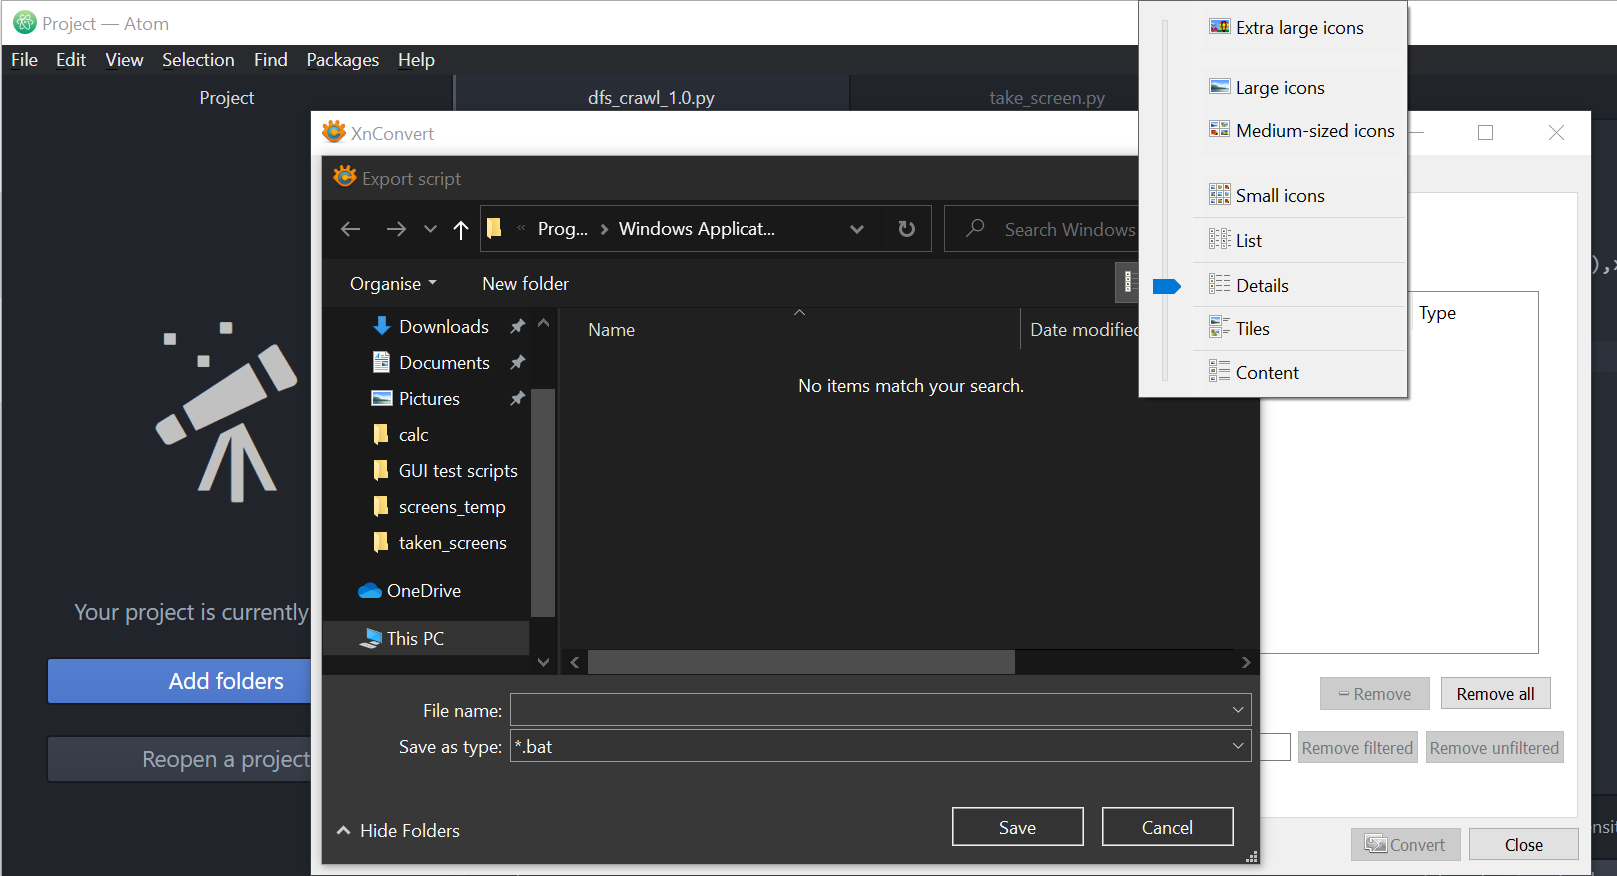 Project — Atom
File Edit View Selection Find Packages Help
Project
dfs_crawl_1.0.py
take_screen.py
XnConvert
Export script
« Prog... > Windows Applicat...
Search Windows
Organise
New folder
Downloads
Documents
Pictures
calc
GUI test scripts
screens_temp
taken_screens
OneDrive
This PC
Name
Date modified
No items match your search.
File name:
Save as type: *.bat
Hide Folders
Save
Cancel
Extra large icons
Large icons
Medium-sized icons
Small icons
List
Details
Tiles
Content
Type
),
Remove
Remove all
Remove filtered
Remove unfiltered
Convert
Close
Your project is currently
Add folders
Reopen a project